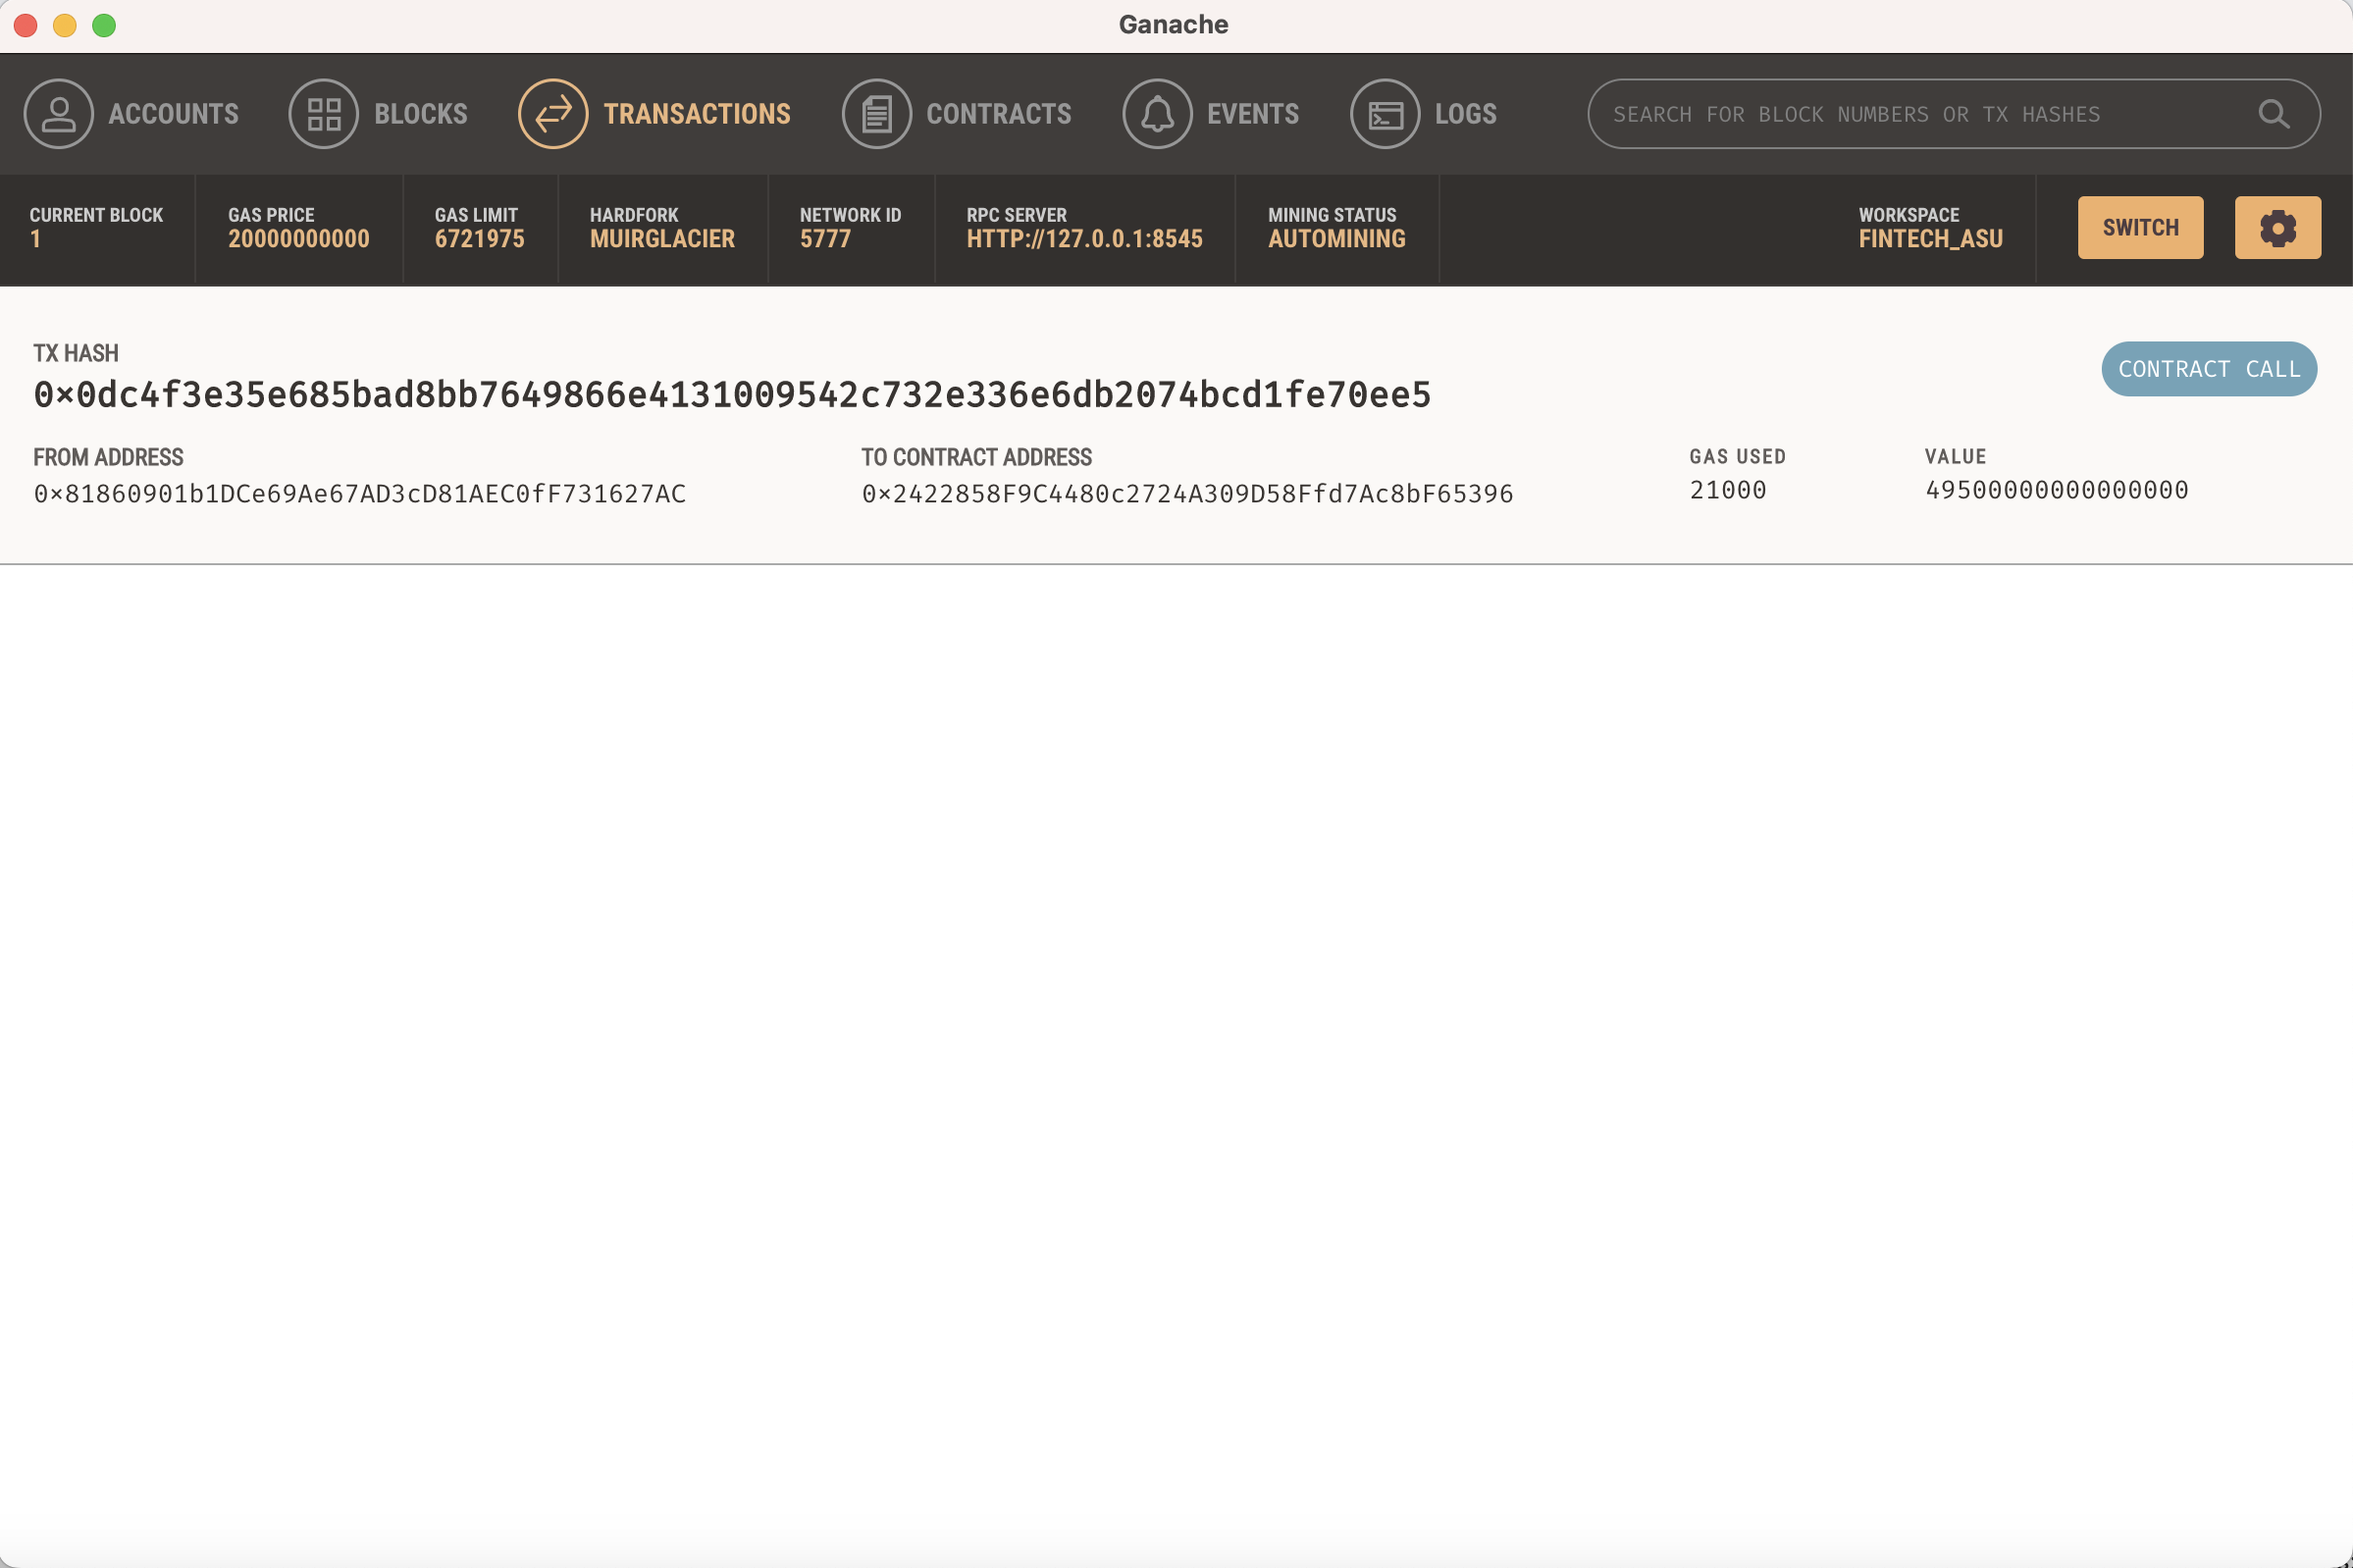 Ganache
ACCOUNTS BLOCKS TRANSACTIONS CONTRACTS EVENTS LOGS SEARCH FOR BLOCK NUMBERS OR TX HASHES
CURRENT BLOCK GAS PRICE GAS LIMIT HARDFORK NETWORK ID RPC SERVER MINING STATUS WORKSPACE
1 20000000000 6721975 MUIRGLACIER 5777 HTTP://127.0.0.1:8545 AUTOMINING FINTECH_ASU SWITCH
TX HASH
0×0dc4f3e35e685bad8bb7649866e4131009542c732e336e6db2074bcd1fe70ee5 CONTRACT CALL
FROM ADDRESS TO CONTRACT ADDRESS GAS USED VALUE
0×81860901b1DCe69Ae67AD3cD81AEC0fF731627AC 0×2422858F9C4480c2724A309D58Ffd7Ac8bF65396 21000 49500000000000000